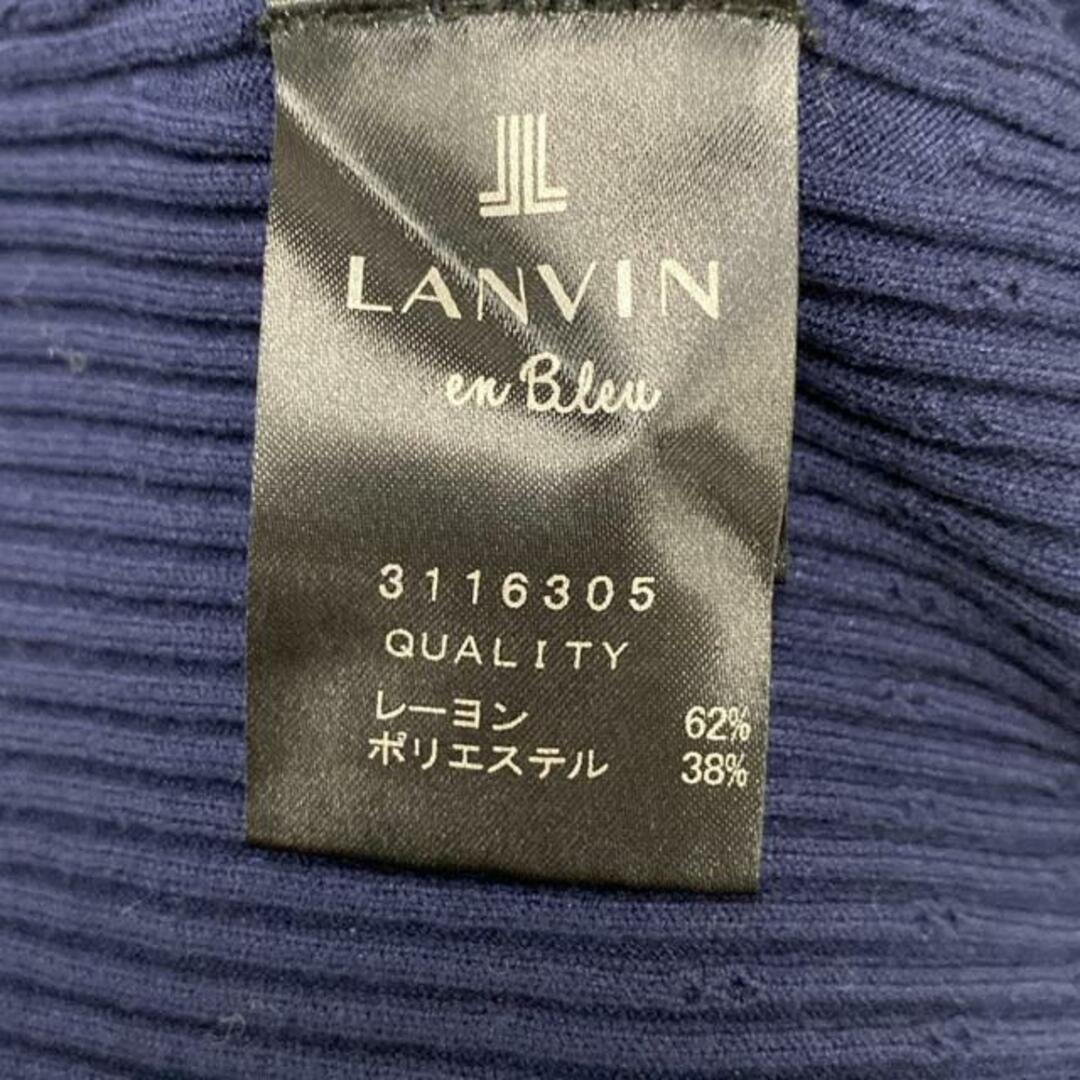 LANVIN
en Bleu
3116305
QUALITY
レーヨン 62%
ポリエステル 38%